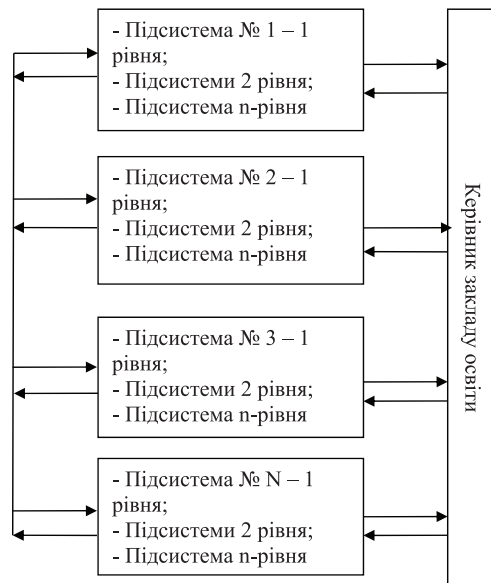 - Підсистема № 1 – 1
рівня;
- Підсистеми 2 рівня;
- Підсистема n-рівня
- Підсистема № 2 – 1
рівня;
- Підсистеми 2 рівня;
- Підсистема n-рівня
- Підсистема № 3 – 1
рівня;
- Підсистеми 2 рівня;
- Підсистема n-рівня
- Підсистема № N – 1
рівня;
- Підсистеми 2 рівня;
- Підсистема n-рівня
Керівник закладу освіти